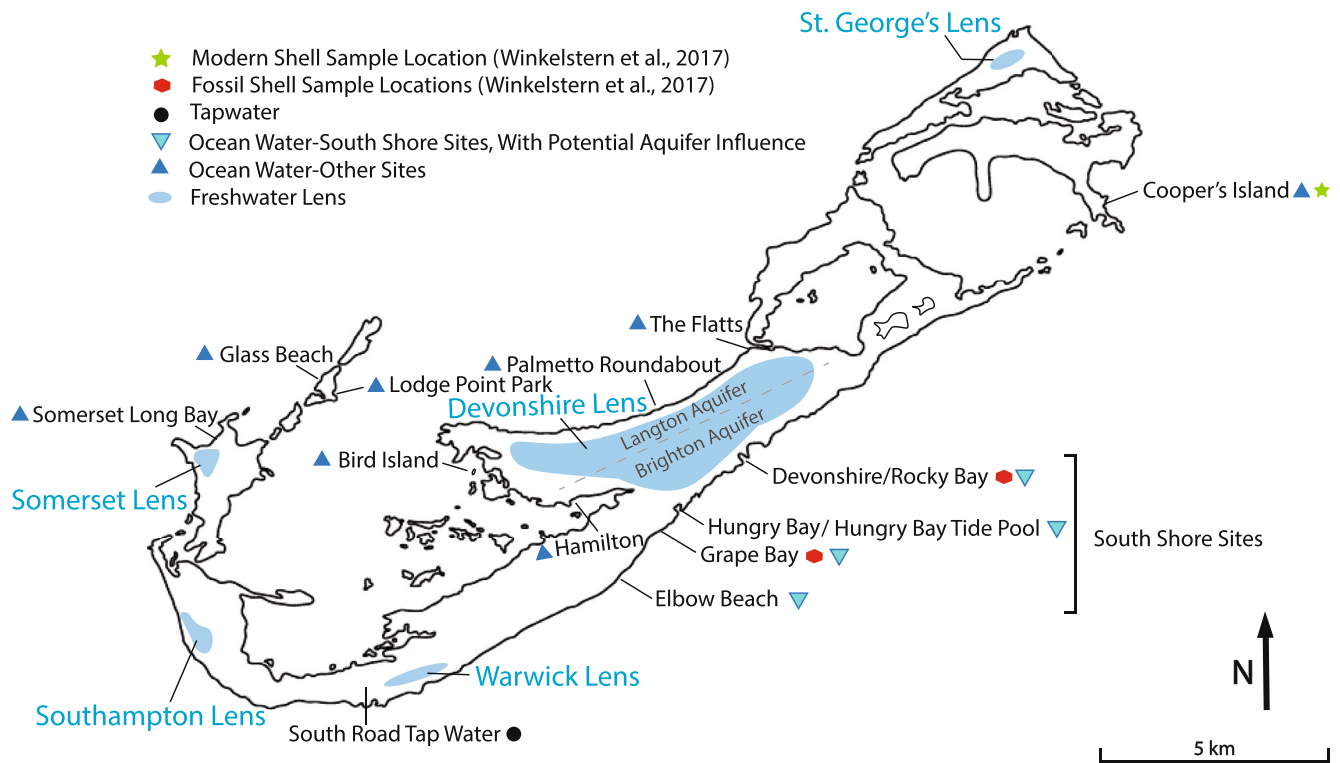 St. George's Lens
Modern Shell Sample Location (Winkelstern et al., 2017)
Fossil Shell Sample Locations (Winkelstern et al., 2017)
Tapwater
Ocean Water-South Shore Sites, With Potential Aquifer Influence
Ocean Water-Other Sites
Freshwater Lens
Cooper's Island
The Flatts
Glass Beach
Palmetto Roundabout
Lodge Point Park
Devonshire Lens
Langton Aquifer
Brighton Aquifer
Somerset Long Bay
Bird Island
Somerset Lens
Devonshire/Rocky Bay
Hungry Bay/ Hungry Bay Tide Pool
South Shore Sites
Hamilton
Grape Bay
Elbow Beach
Warwick Lens
Southampton Lens
South Road Tap Water
N
5 km